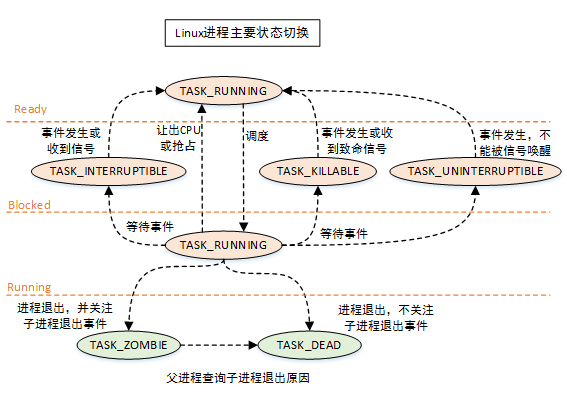 Linux进程主要状态切换
TASK_RUNNING
Ready
事件发生或
收到信号
让出CPU
或抢占
调度
事件发生或收
到致命信号
事件发生，不
能被信号唤醒
TASK_INTERRUPTIBLE
TASK_KILLABLE
TASK_UNINTERRUPTIBLE
Blocked
等待事件
TASK_RUNNING
等待事件
Running
进程退出，并关注
子进程退出事件
进程退出，不关注
子进程退出事件
TASK_ZOMBIE
TASK_DEAD
父进程查询子进程退出原因